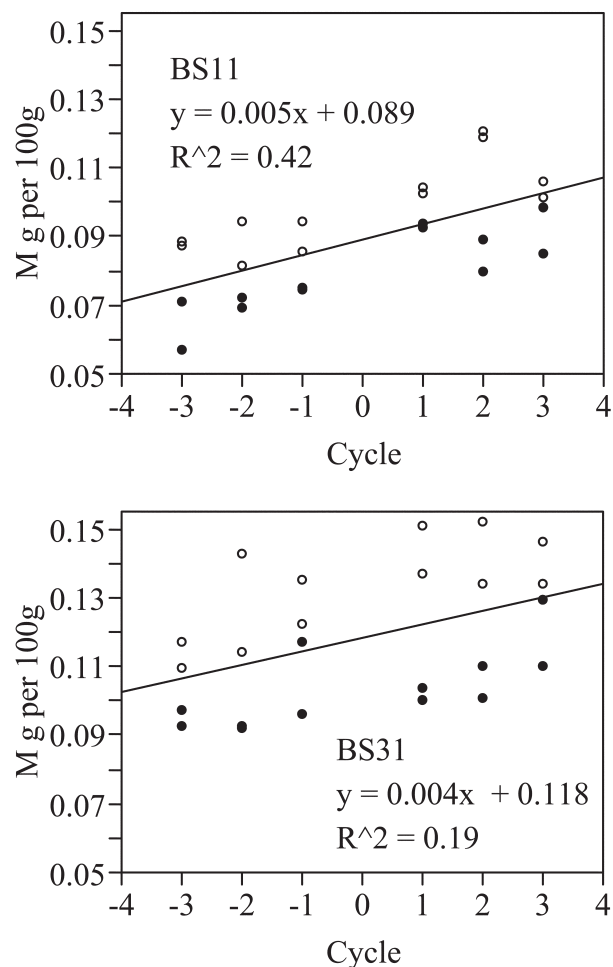 0.15
BS11
0.13
y = 0.005x + 0.089
R^2 = 0.42
0.11
M g per 100g
0.09
0.07
0.05
-4 -3 -2 -1 0 1 2 3 4
Cycle
0.15
0.13
0.11
M g per 100g
0.09
BS31
0.07
y = 0.004x + 0.118
R^2 = 0.19
0.05
-4 -3 -2 -1 0 1 2 3 4
Cycle